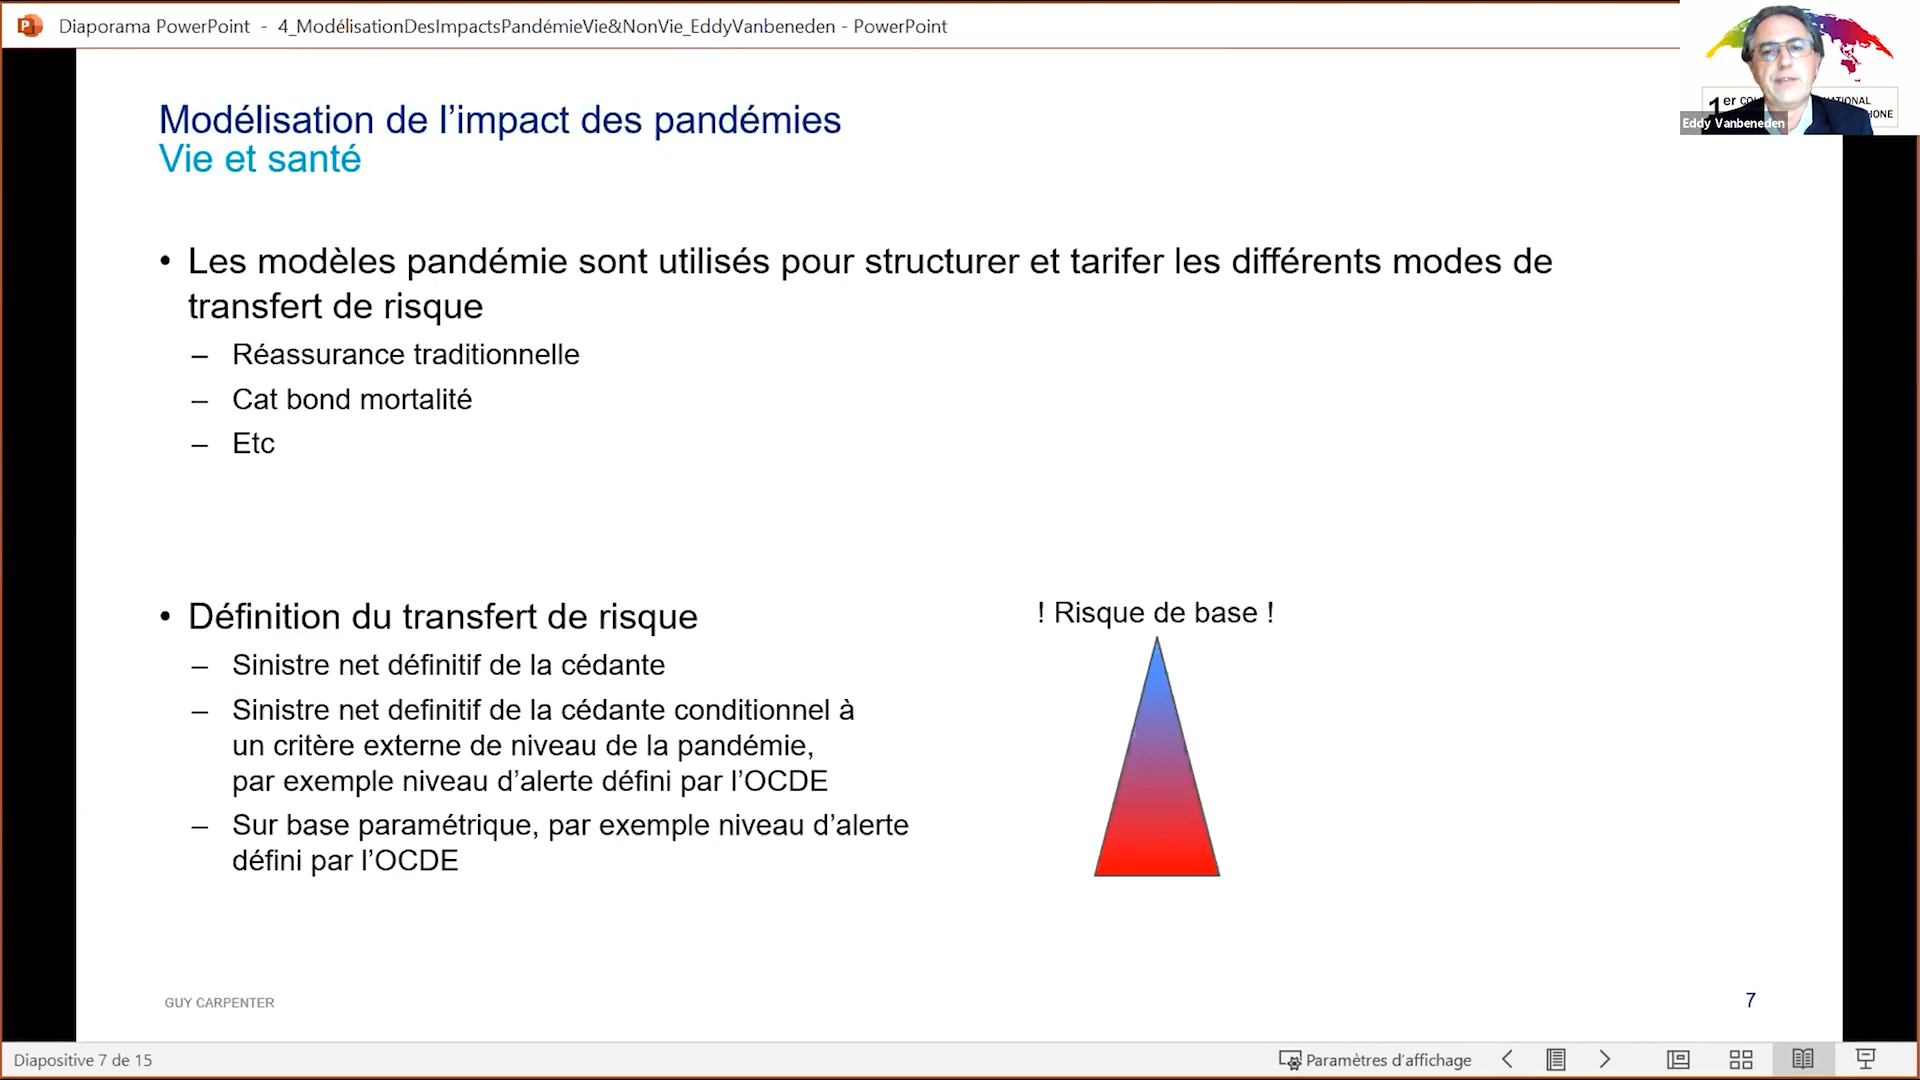 Diaporama PowerPoint - 4_ModélisationDesImpactsPandémieVie&NonVie_EddyVanbeneden - PowerPoint
1er
HONE
Eddy Vanbeneden
Modélisation de l’impact des pandémies
Vie et santé
• Les modèles pandémie sont utilisés pour structurer et tarifer les différents modes de
transfert de risque
– Réassurance traditionnelle
– Cat bond mortalité
– Etc
• Définition du transfert de risque
– Sinistre net définitif de la cédante
– Sinistre net definitif de la cédante conditionnel à
un critère externe de niveau de la pandémie,
par exemple niveau d’alerte défini par l’OCDE
– Sur base paramétrique, par exemple niveau d’alerte
défini par l’OCDE
! Risque de base !
GUY CARPENTER
7
Diapositive 7 de 15
Paramètres d’affichage